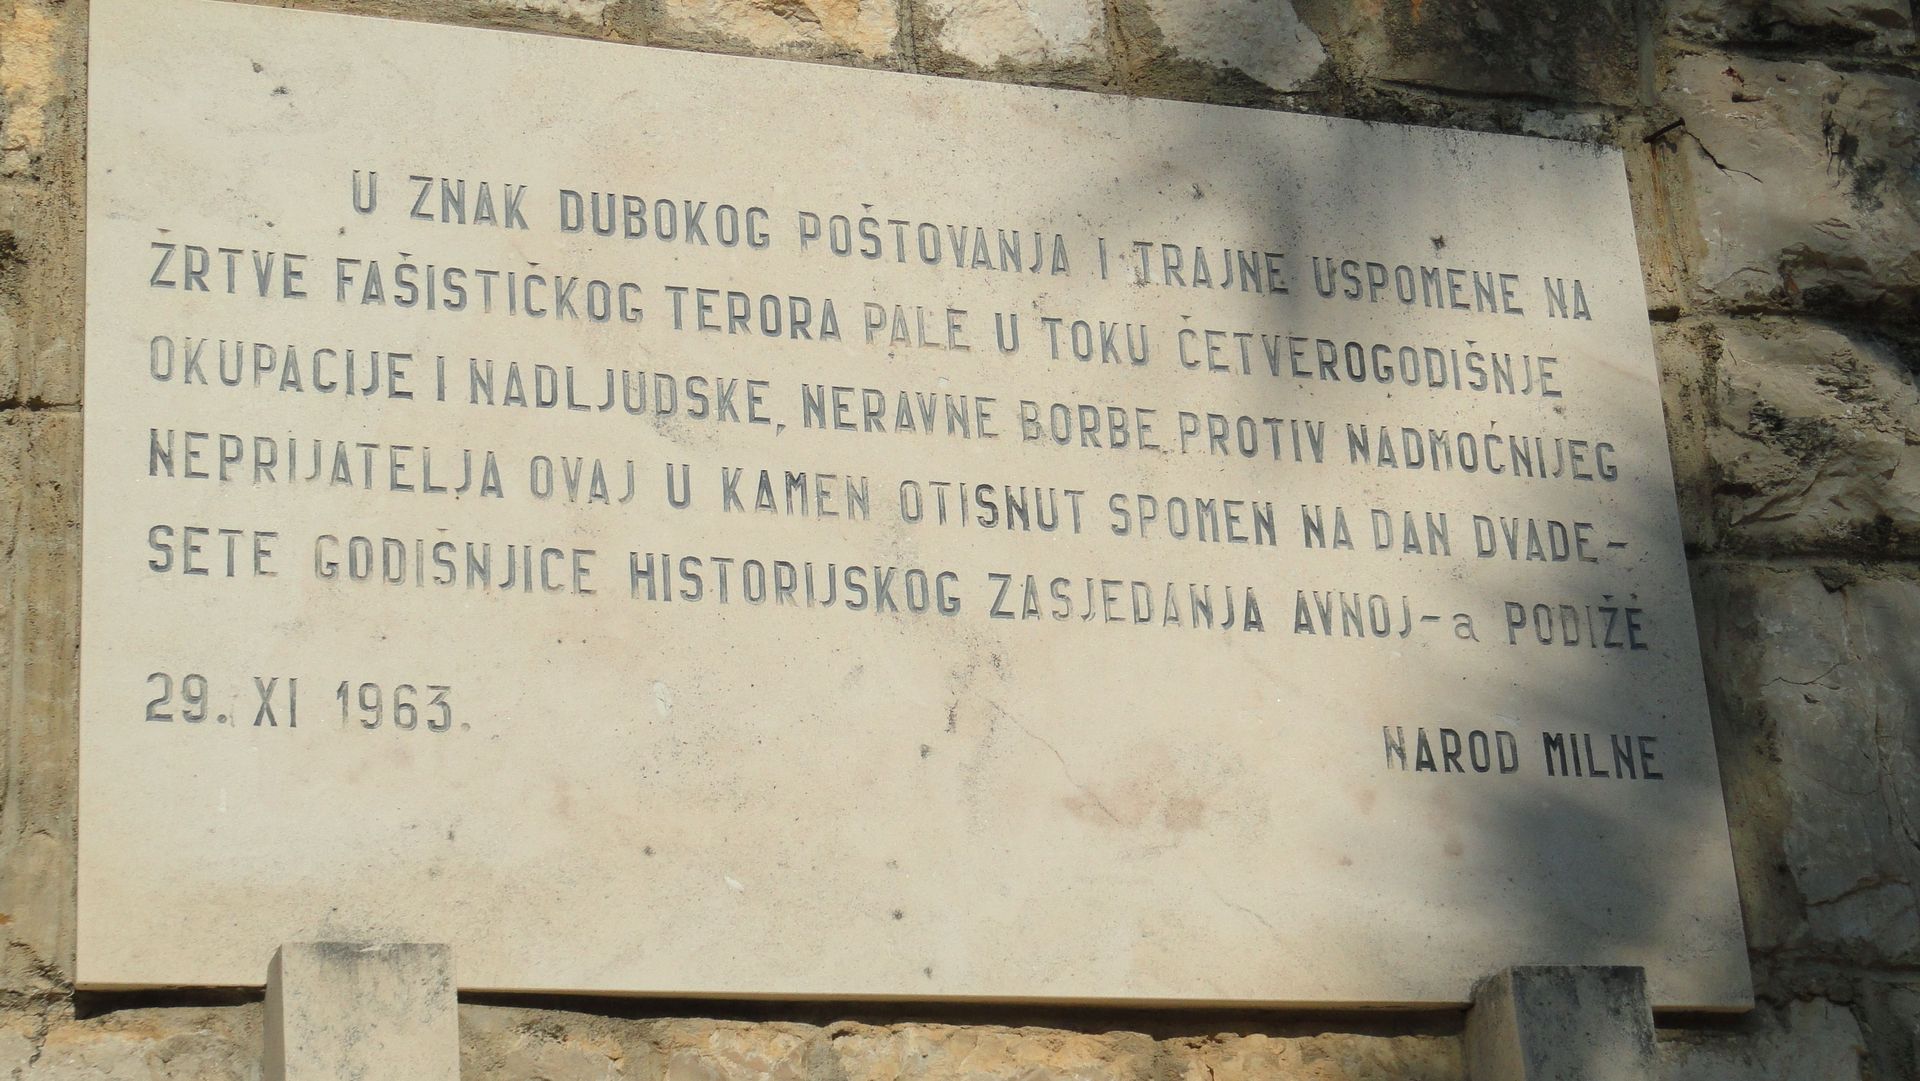 U ZNAK DUBOKOG POŠTOVANJA I TRAJNE USPOMENE NA
ŽRTVE FAŠISTIČKOG TERORA PALE U TOKU ČETVEROGODIŠNJE
OKUPACIJE I NADLJUDSKE, NERAVNE BORBE PROTIV NADMOĆNIJEG
NEPRIJATELJA OVAJ U KAMEN OTISNUT SPOMEN NA DAN DVADE-
SETE GODIŠNJICE HISTORIJSKOG ZASJEDANJA AVNOJ-a PODIŽE
29. XI 1963.
NAROD MILNE